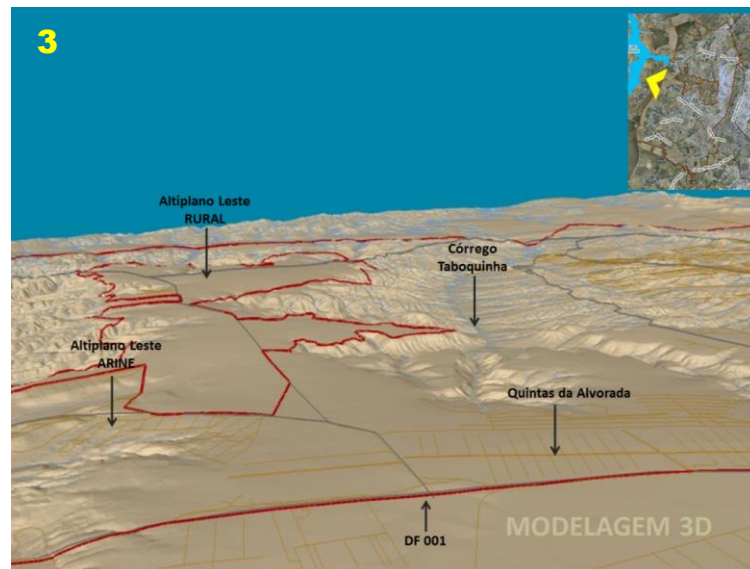 3
Altiplano Leste
RURAL
Córrego
Taboquinha
Altiplano Leste
ARINE
Quintas da Alvorada
DF 001
MODELAGEM 3D